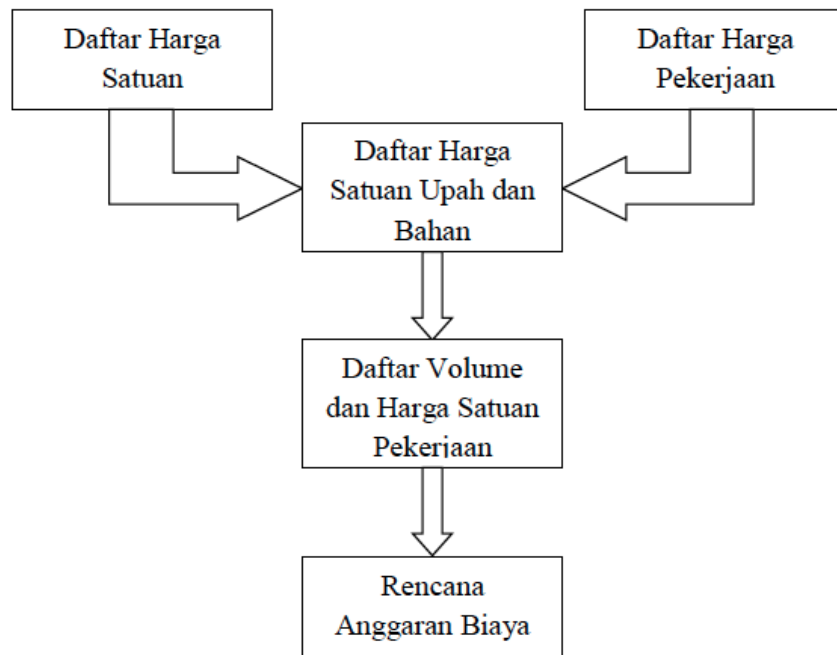 Daftar Harga
Satuan
Daftar Harga
Pekerjaan
Daftar Harga
Satuan Upah dan
Bahan
Daftar Volume
dan Harga Satuan
Pekerjaan
Rencana
Anggaran Biaya